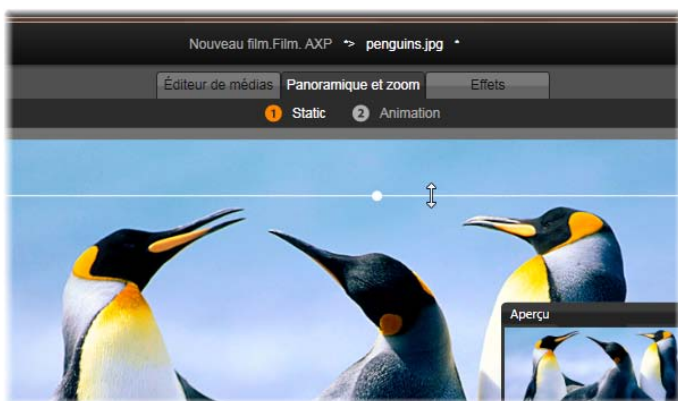 Nouveau film.Film. AXP *> penguins.jpg *
Éditeur de médias Panoramique et zoom Effets
1 Static 2 Animation
Aperçu